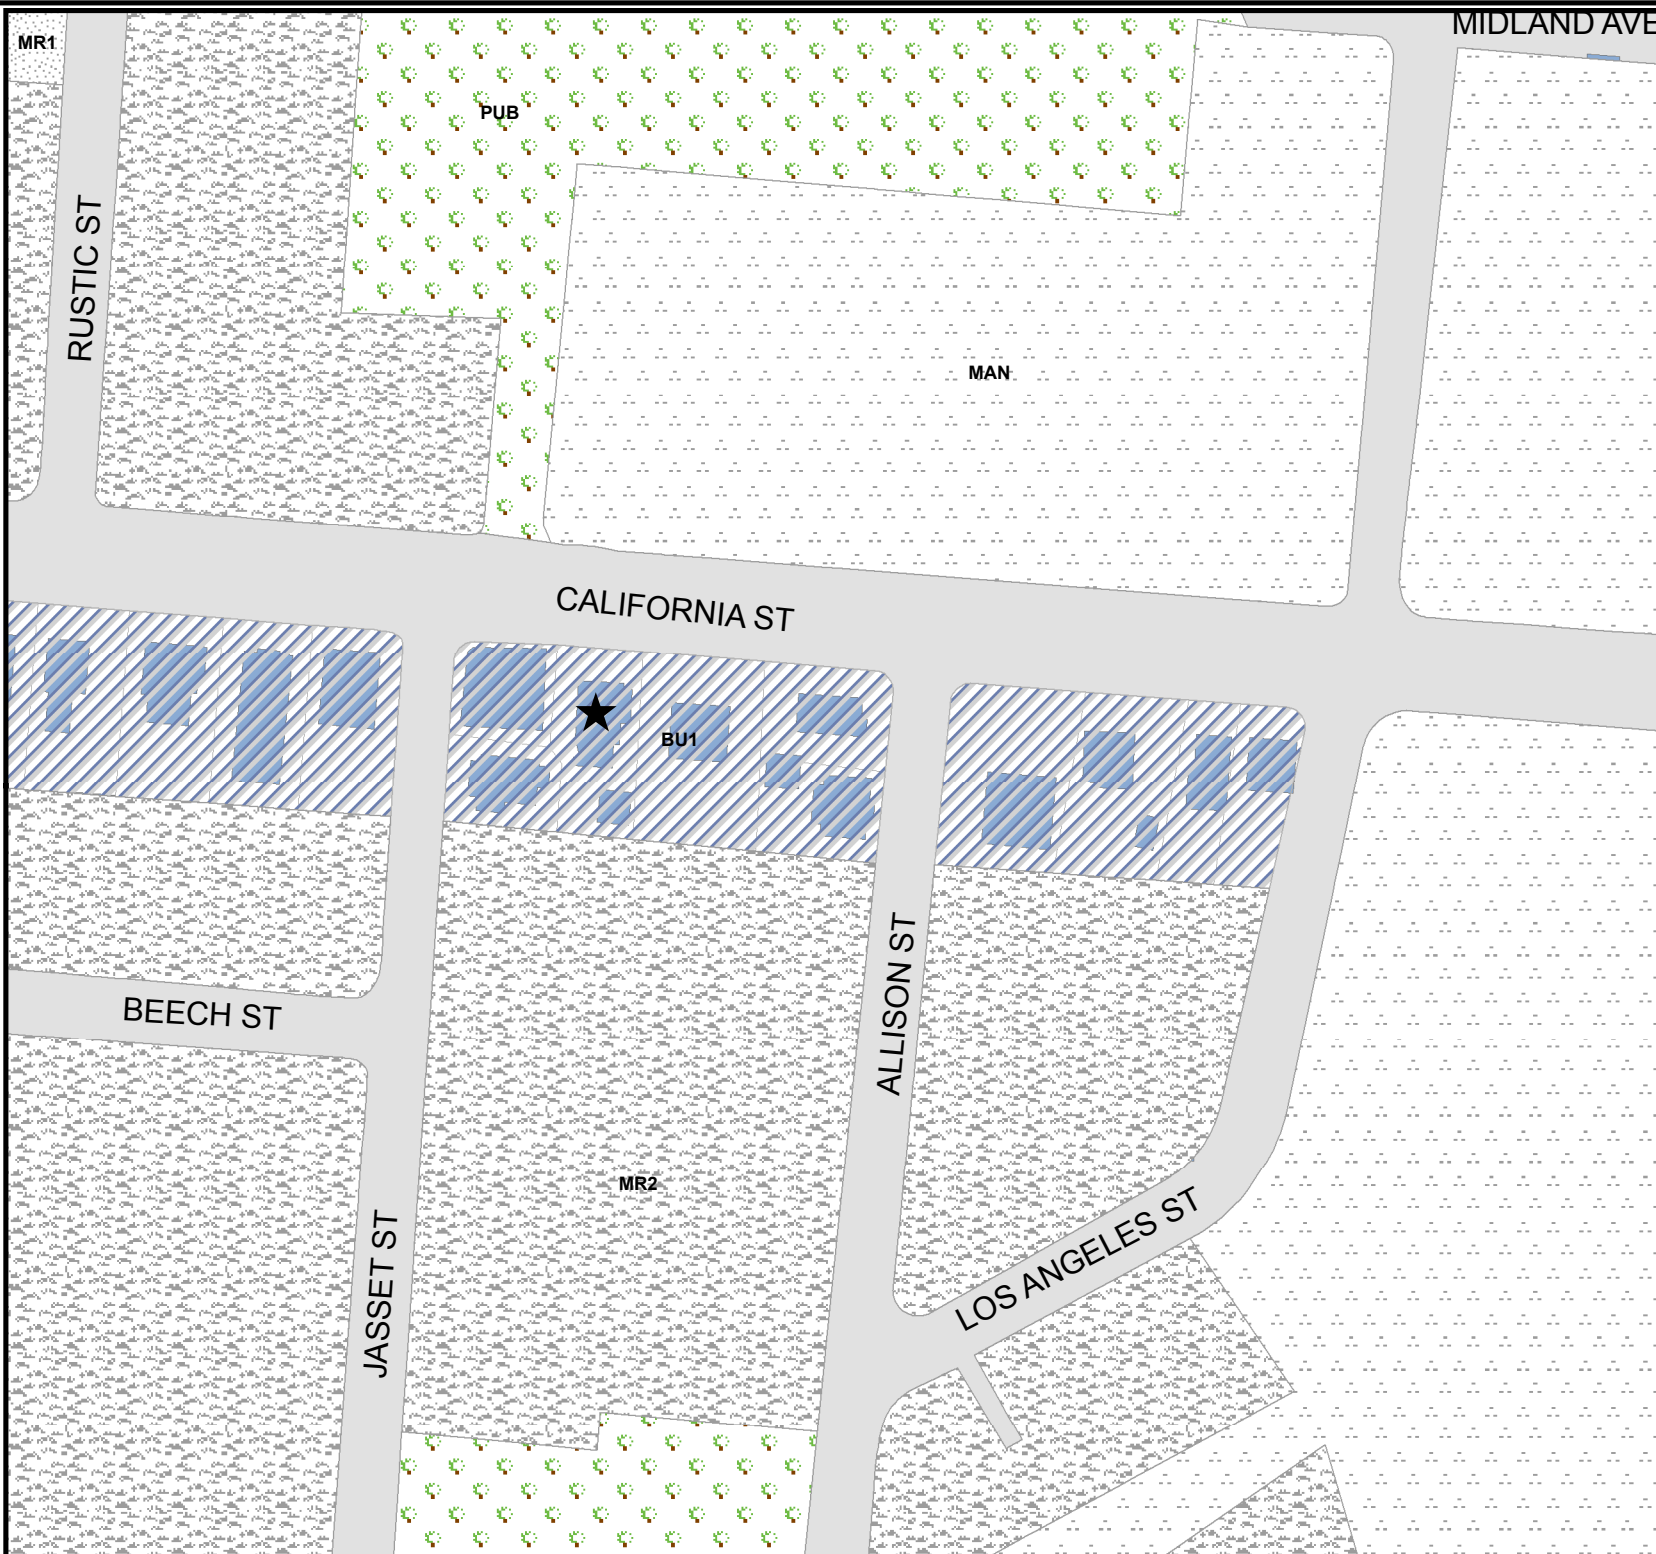 MIDLAND AVE
MR1
PUB
RUSTIC ST
MAN
CALIFORNIA ST
BU1
BEECH ST
ALLISON ST
MR2
LOS ANGELES ST
JASSET ST